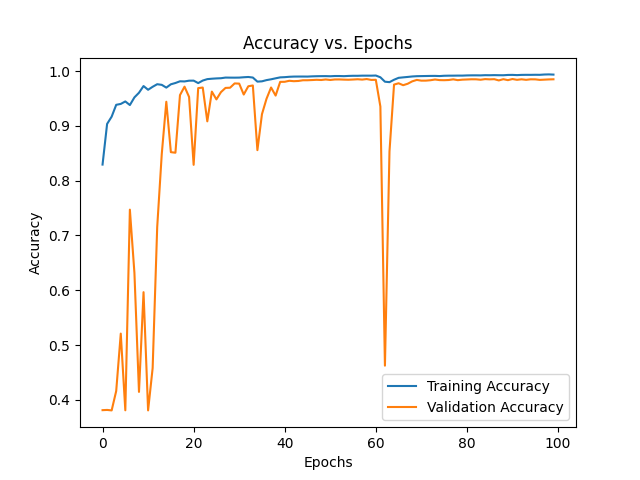 Accuracy vs. Epochs
1.0
0.9
0.8
0.7
0.6
0.5
0.4
Accuracy
0
20
40
60
80
100
Epochs
Training Accuracy
Validation Accuracy